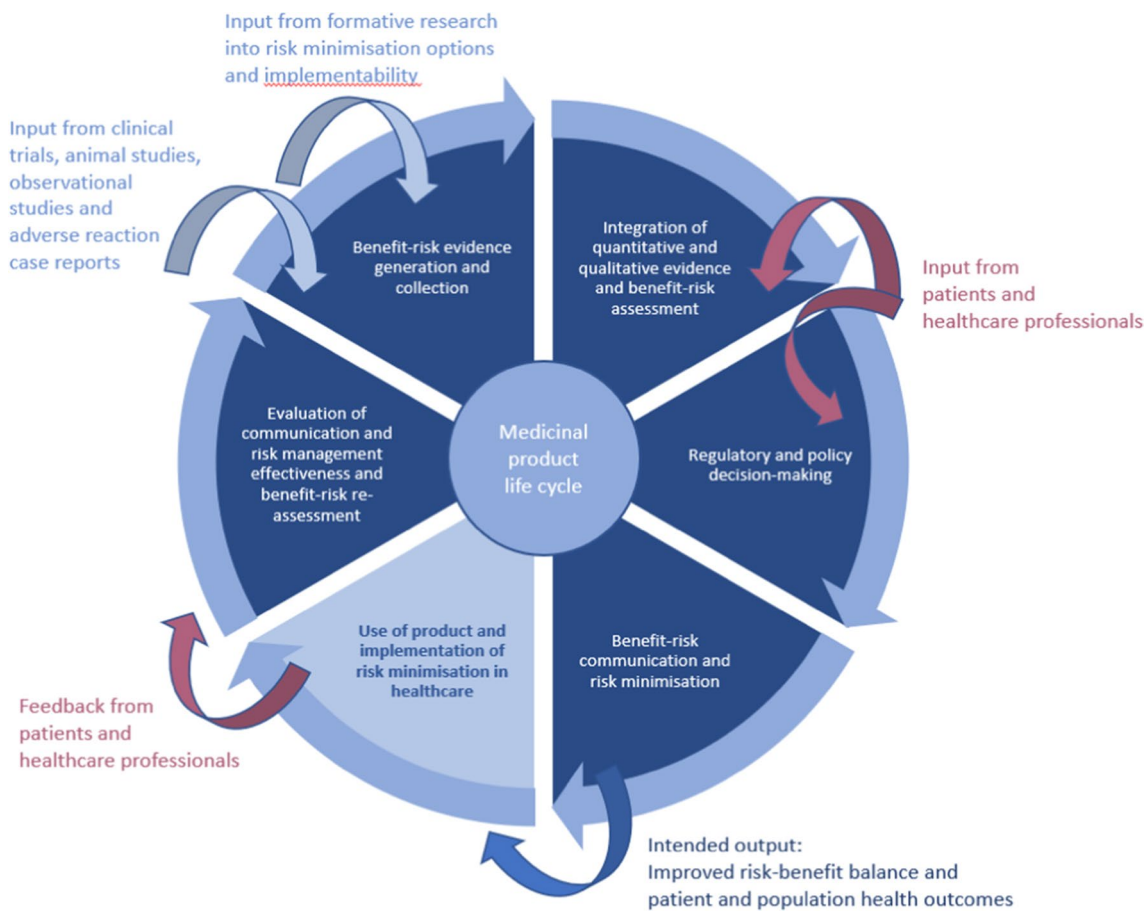 Input from formative research
into risk minimisation options
and implementability
Input from clinical
trials, animal studies,
observational
studies and
adverse reaction
case reports
Benefit-risk evidence
generation and
collection
Integration of
quantitative and
qualitative evidence
and benefit-risk
assessment
Input from
patients and
healthcare professionals
Evaluation of
communication and
risk management
effectiveness and
benefit-risk re-
assessment
Medicinal
product
life cycle
Regulatory and policy
decision-making
Use of product and
implementation of
risk minimisation in
healthcare
Benefit-risk
communication and
risk minimisation
Feedback from
patients and
healthcare professionals
Intended output:
Improved risk-benefit balance and
patient and population health outcomes